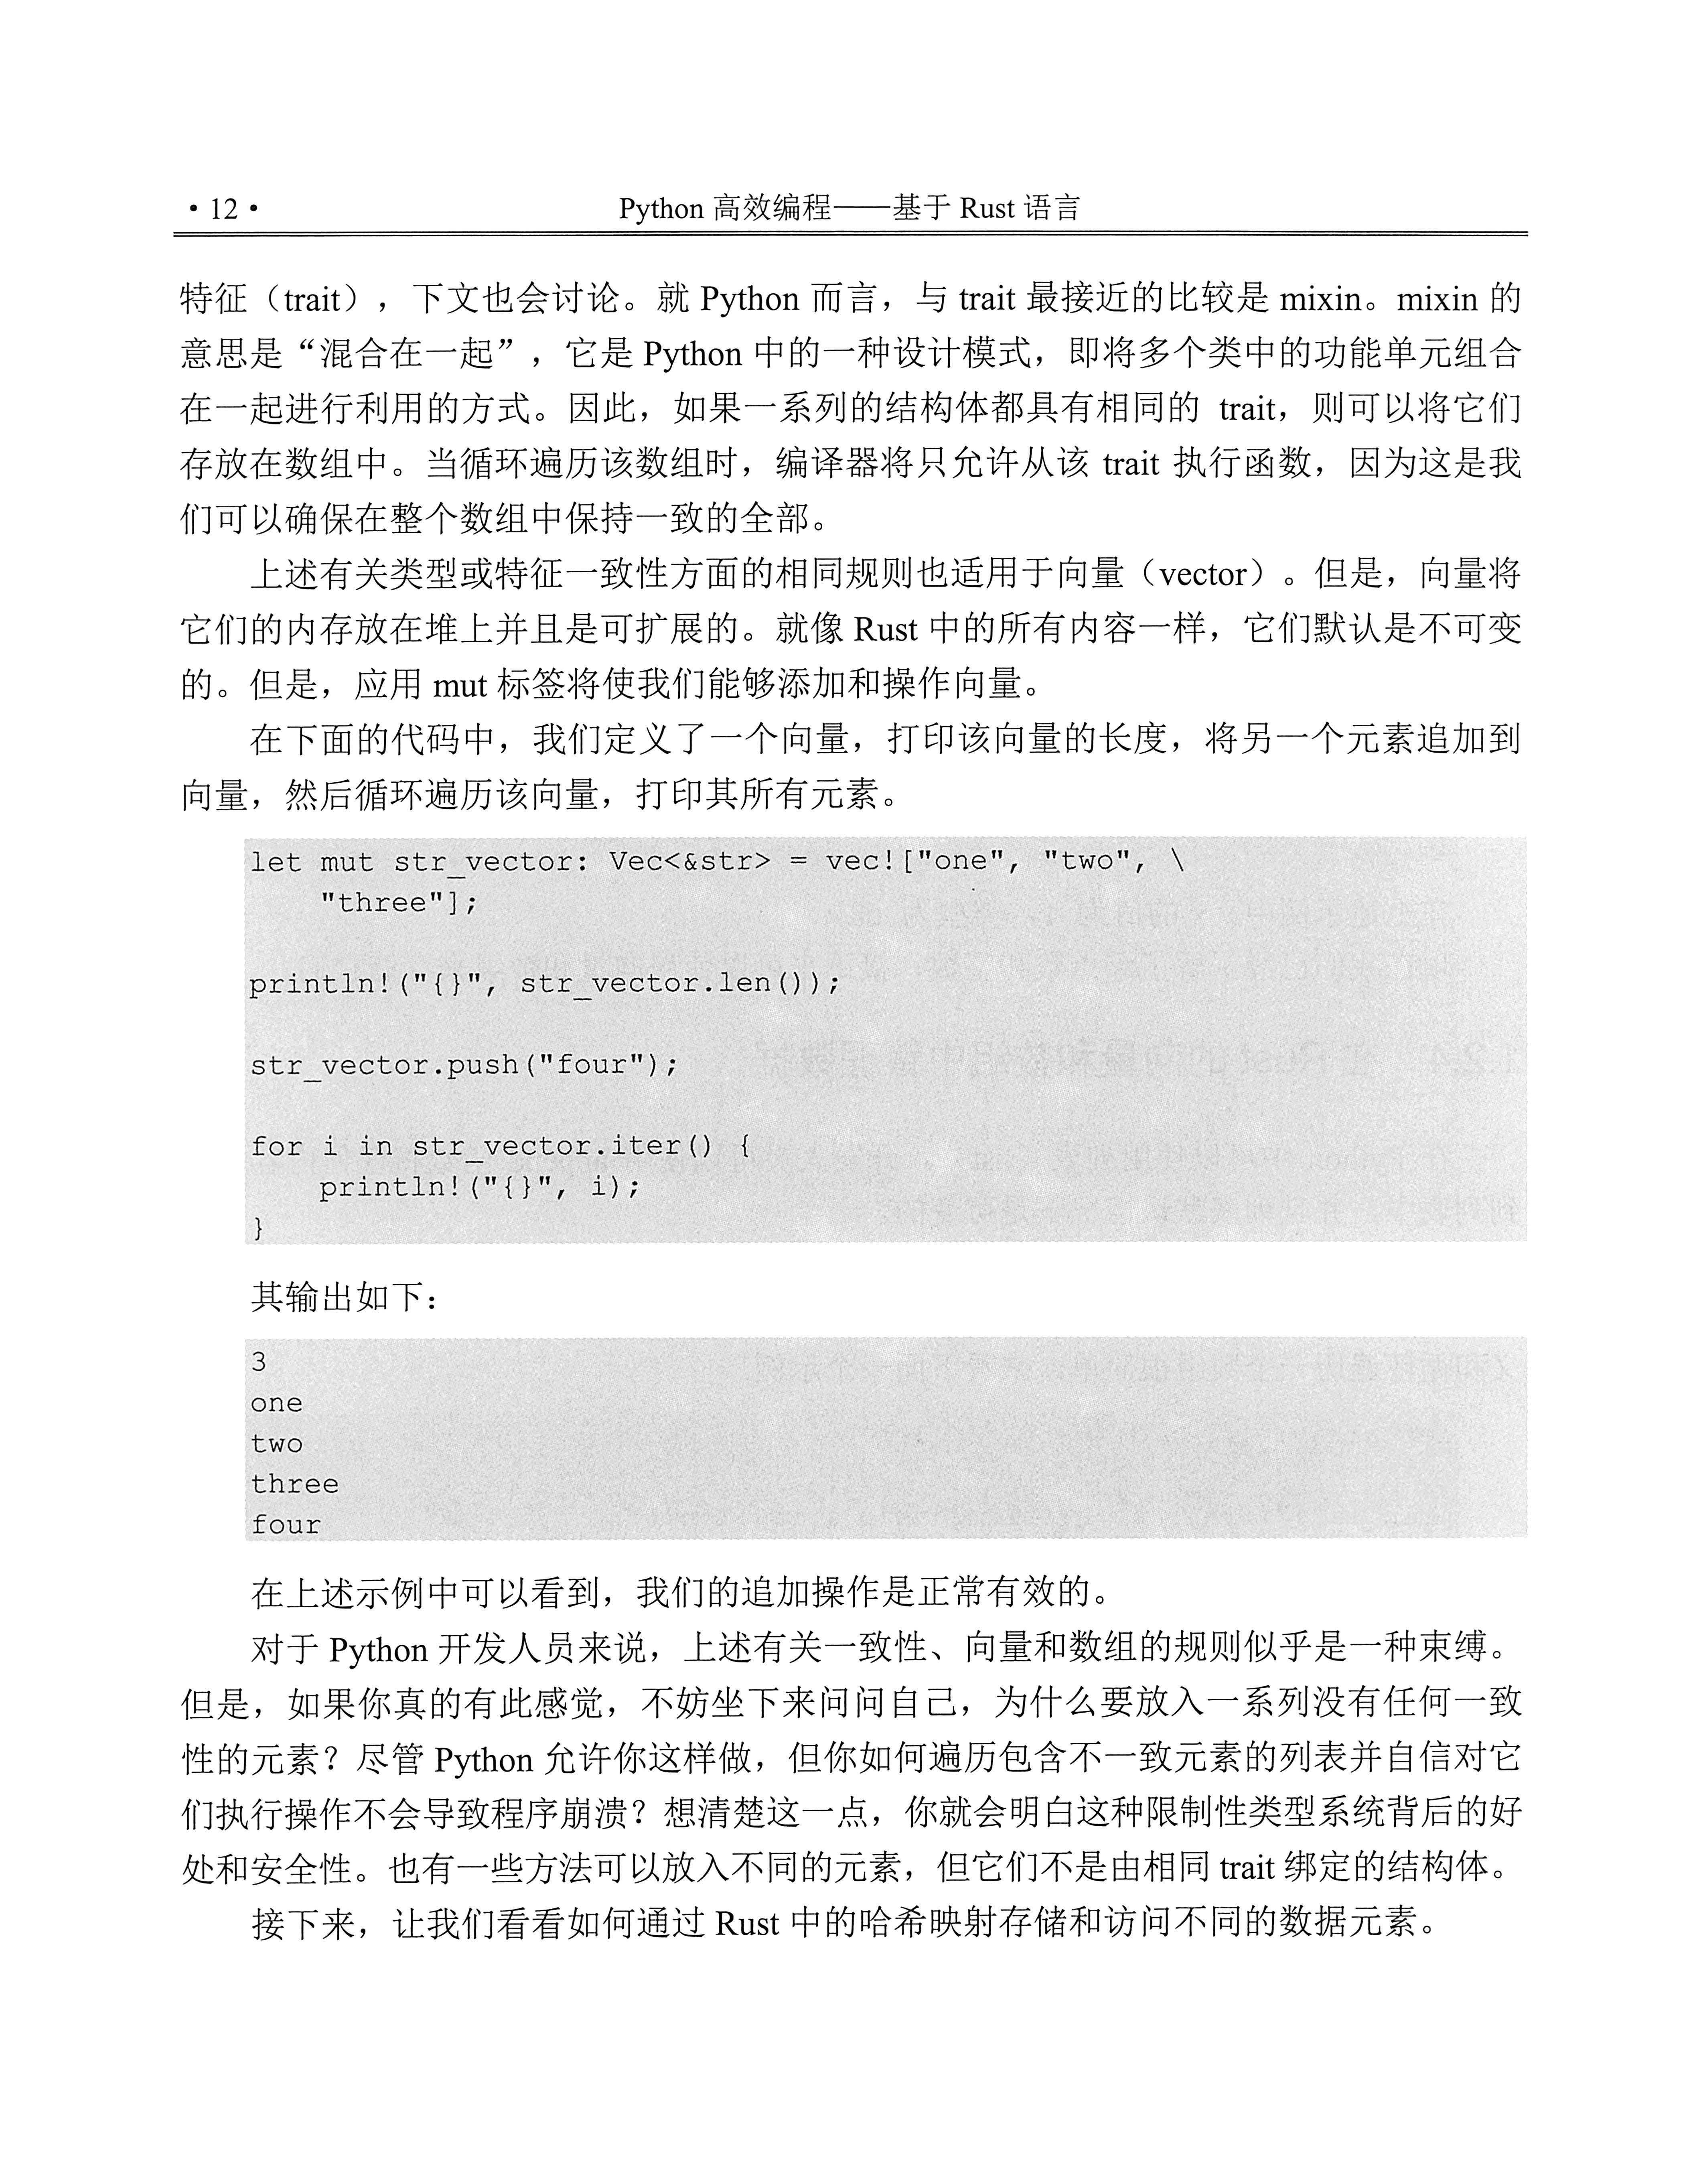 • 12 •
Python 高效编程——基于 Rust 语言
特征（trait），下文也会讨论。就 Python 而言，与 trait 最接近的比较是 mixin。mixin 的
意思是“混合在一起”，它是 Python 中的一种设计模式，即将多个类中的功能单元组合
在一起进行利用的方式。因此，如果一系列的结构体都具有相同的 trait，则可以将它们
存放在数组中。当循环遍历该数组时，编译器将只允许从该 trait 执行函数，因为这是我
们可以确保在整个数组中保持一致的全部。
上述有关类型或特征一致性方面的相同规则也适用于向量（vector）。但是，向量将
它们的内存放在堆上并且是可扩展的。就像 Rust 中的所有内容一样，它们默认是不可变
的。但是，应用 mut 标签将使我们能够添加和操作向量。
在下面的代码中，我们定义了一个向量，打印该向量的长度，将另一个元素追加到
向量，然后循环遍历该向量，打印其所有元素。
let mut str_vector: Vec<&str> = vec!["one", "two", \
    "three"];
println!("{}", str_vector.len());
str_vector.push("four");
for i in str_vector.iter() {
    println!("{}", i);
}
其输出如下：
3
one
two
three
four
在上述示例中可以看到，我们的追加操作是正常有效的。
对于 Python 开发人员来说，上述有关一致性、向量和数组的规则似乎是一种束缚。
但是，如果你真的有此感觉，不妨坐下来问问自己，为什么要放入一系列没有任何一致
性的元素？尽管 Python 允许你这样做，但你如何遍历包含不一致元素的列表并自信对它
们执行操作不会导致程序崩溃？想清楚这一点，你就会明白这种限制性类型系统背后的好
处和安全性。也有一些方法可以放入不同的元素，但它们不是由相同 trait 绑定的结构体。
接下来，让我们看看如何通过 Rust 中的哈希映射存储和访问不同的数据元素。